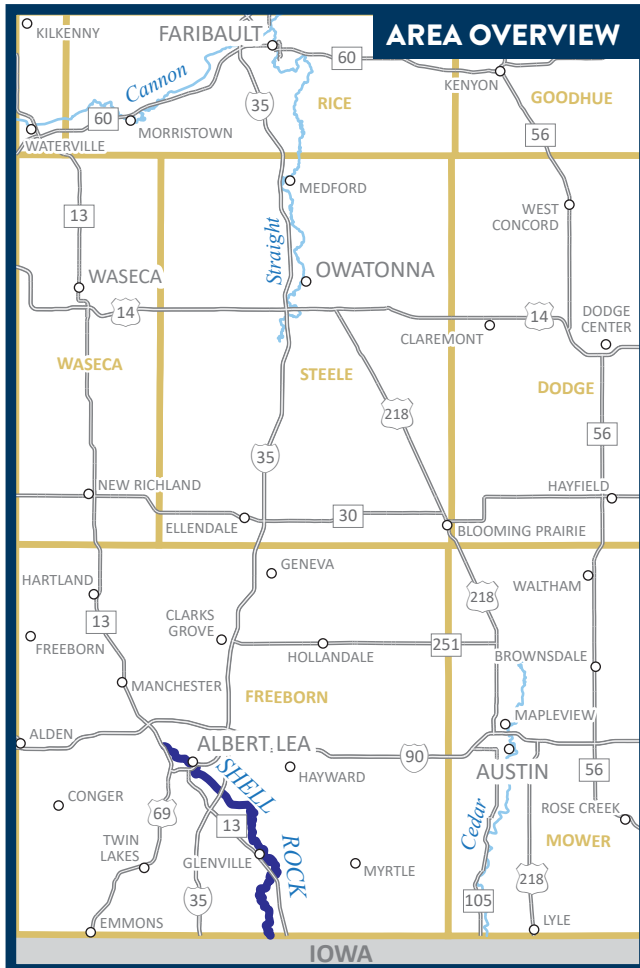 AREA OVERVIEW
KILKENNY
FARIBAULT
60
KENYON
Cannon
35
RICE
GOODHUE
60
MORRISTOWN
56
WATERVILLE
MEDFORD
13
WEST
CONCORD
Straight
WASECA
OWATONNA
14
14
DODGE
CENTER
CLAREMONT
WASECA
STEELE
DODGE
218
56
35
NEW RICHLAND
HAYFIELD
30
ELLENDALE
BLOOMING PRAIRIE
GENEVA
HARTLAND
WALTHAM
218
13
CLARKS
GROVE
FREEBORN
HOLLANDALE
251
BROWNSDALE
MANCHESTER
FREEBORN
MAPLEVIEW
ALDEN
ALBERT LEA
90
HAYWARD
AUSTIN
SHELL
ROCK
56
CONGER
69
13
ROSE CREEK
Cedar
TWIN
LAKES
GLENVILLE
MYRTLE
MOWER
35
218
105
EMMONS
LYLE
IOWA